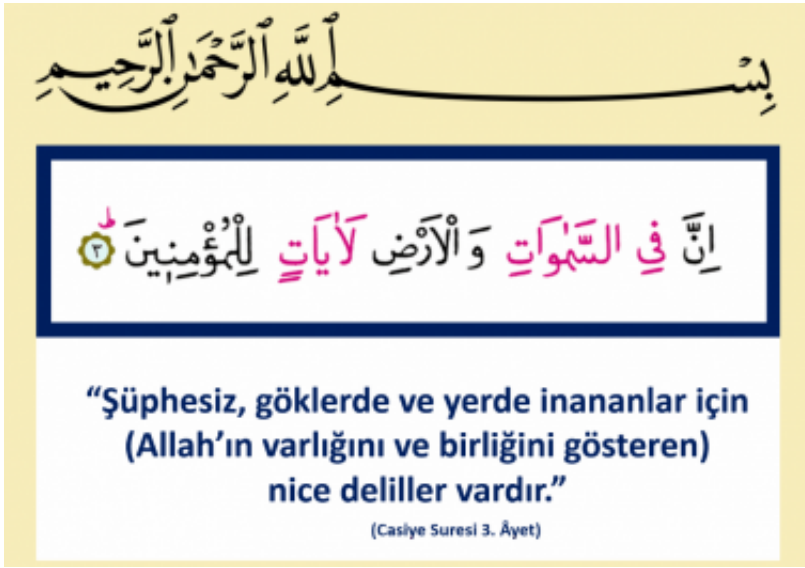 بِسْمِ اللَّهِ الرَّحْمَٰنِ الرَّحِيمِ
اِنَّ فِي السَّمٰوَاتِ وَ الْاَرْضِ لَاٰيَاتٍ لِلْمُؤْمِنٖينَ ط ﴿٣﴾
“Şüphesiz, göklerde ve yerde inananlar için
(Allah’ın varlığını ve birliğini gösteren)
nice deliller vardır.”
(Casiye Suresi 3. Âyet)